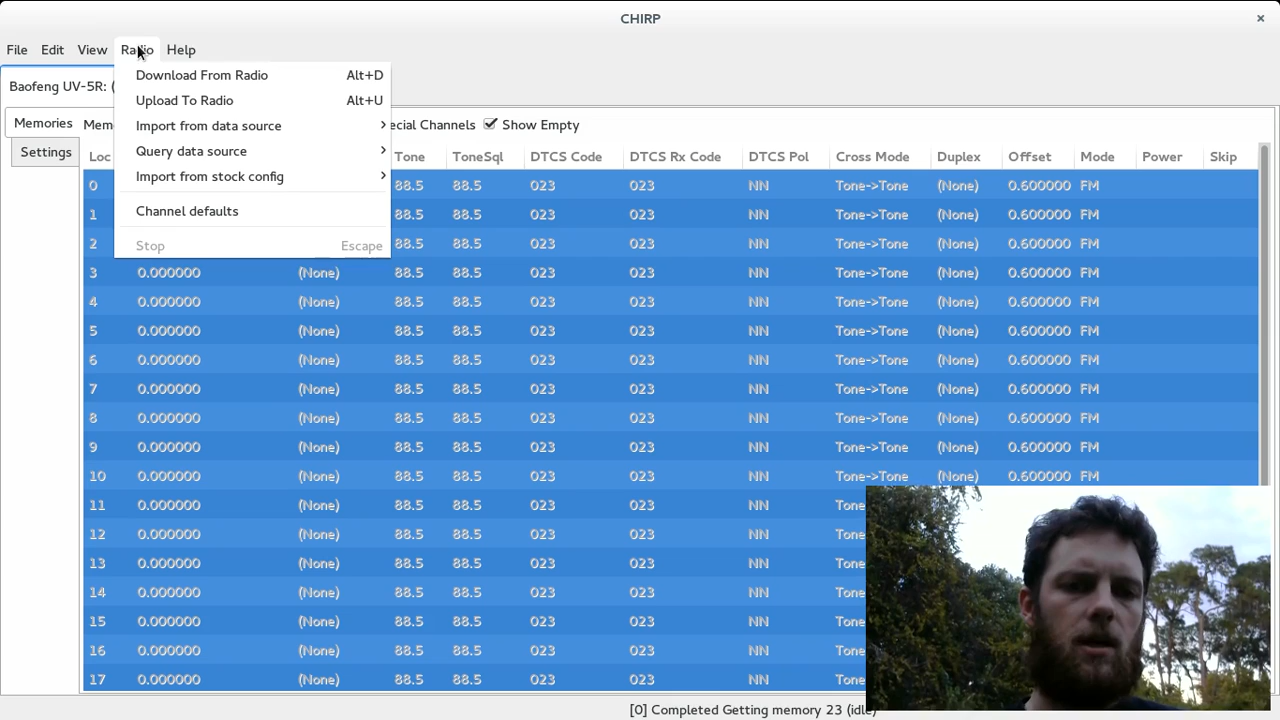 CHIRP ×
File Edit View Radio Help
Baofeng UV-5R: (
Download From Radio Alt+D
Upload To Radio Alt+U
Import from data source
Query data source
Import from stock config
Channel defaults
Stop Escape
Memories Mem ecial Channels Show Empty
Settings
Loc Tone ToneSql DTCS Code DTCS Rx Code DTCS Pol Cross Mode Duplex Offset Mode Power Skip
0 88.5 88.5 023 023 NN Tone->Tone (None) 0.600000 FM
1 88.5 88.5 023 023 NN Tone->Tone (None) 0.600000 FM
2 88.5 88.5 023 023 NN Tone->Tone (None) 0.600000 FM
3 0.000000 (None) 88.5 88.5 023 023 NN Tone->Tone (None) 0.600000 FM
4 0.000000 (None) 88.5 88.5 023 023 NN Tone->Tone (None) 0.600000 FM
5 0.000000 (None) 88.5 88.5 023 023 NN Tone->Tone (None) 0.600000 FM
6 0.000000 (None) 88.5 88.5 023 023 NN Tone->Tone (None) 0.600000 FM
7 0.000000 (None) 88.5 88.5 023 023 NN Tone->Tone (None) 0.600000 FM
8 0.000000 (None) 88.5 88.5 023 023 NN Tone->Tone (None) 0.600000 FM
9 0.000000 (None) 88.5 88.5 023 023 NN Tone->Tone (None) 0.600000 FM
10 0.000000 (None) 88.5 88.5 023 023 NN Tone->Tone (None) 0.600000 FM
11 0.000000 (None) 88.5 88.5 023 023 NN Tone
12 0.000000 (None) 88.5 88.5 023 023 NN Tone
13 0.000000 (None) 88.5 88.5 023 023 NN Tone
14 0.000000 (None) 88.5 88.5 023 023 NN Tone
15 0.000000 (None) 88.5 88.5 023 023 NN Tone
16 0.000000 (None) 88.5 88.5 023 023 NN Tone
17 0.000000 (None) 88.5 88.5 023 023 NN Tone
[0] Completed Getting memory 23 (idle)